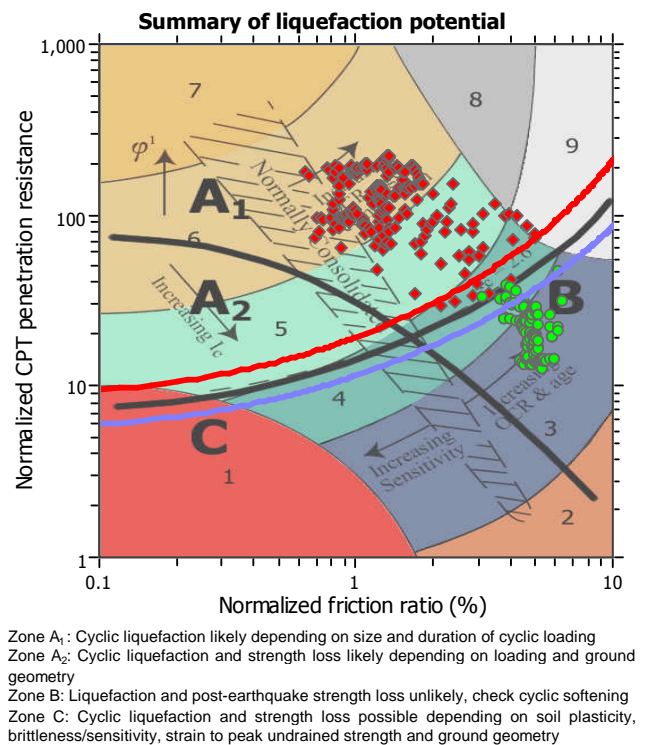 Summary of liquefaction potential
Normalized CPT penetration resistance
1,000
100
10
1
0.1
1
10
Normalized friction ratio (%)
7
8
9
φ¹
A₁
6
Normally Consolidated
A₂
Increasing Ic
5
2.6
B
4
Increasing
OCR & age
3
C
Increasing
Sensitivity
1
2
Zone A₁: Cyclic liquefaction likely depending on size and duration of cyclic loading
Zone A₂: Cyclic liquefaction and strength loss likely depending on loading and ground
geometry
Zone B: Liquefaction and post-earthquake strength loss unlikely, check cyclic softening
Zone C: Cyclic liquefaction and strength loss possible depending on soil plasticity,
brittleness/sensitivity, strain to peak undrained strength and ground geometry